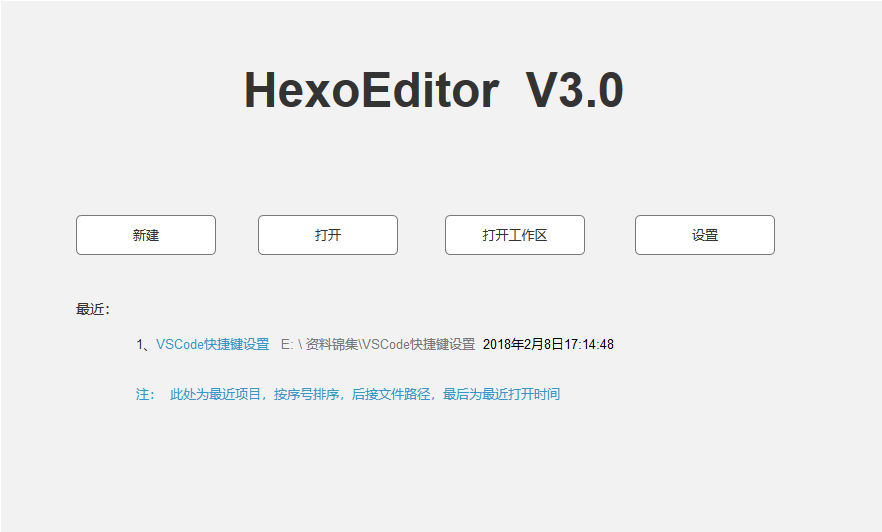 HexoEditor V3.0
新建 打开 打开工作区 设置
最近：
1、VSCode快捷键设置 E: \ 资料锦集\VSCode快捷键设置 2018年2月8日17:14:48
注： 此处为最近项目，按序号排序，后接文件路径，最后为最近打开时间